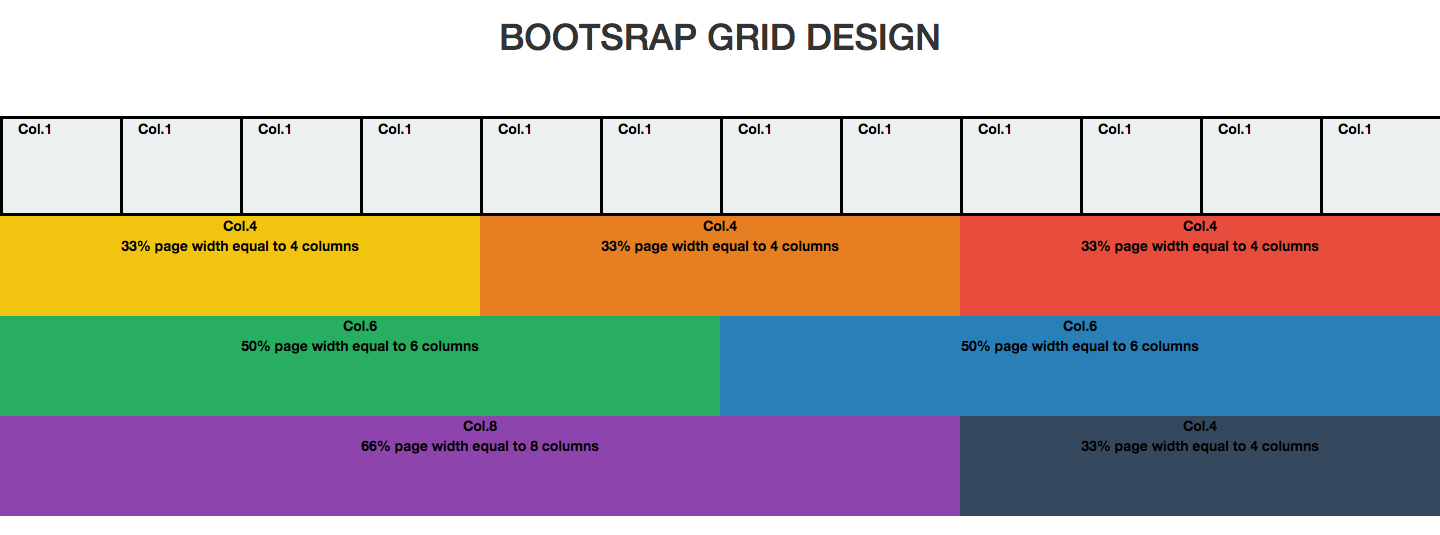 BOOTSRAP GRID DESIGN
Col.1 Col.1 Col.1 Col.1 Col.1 Col.1 Col.1 Col.1 Col.1 Col.1 Col.1 Col.1
Col.4 Col.4 Col.4
33% page width equal to 4 columns 33% page width equal to 4 columns 33% page width equal to 4 columns
Col.6 Col.6
50% page width equal to 6 columns 50% page width equal to 6 columns
Col.8 Col.4
66% page width equal to 8 columns 33% page width equal to 4 columns